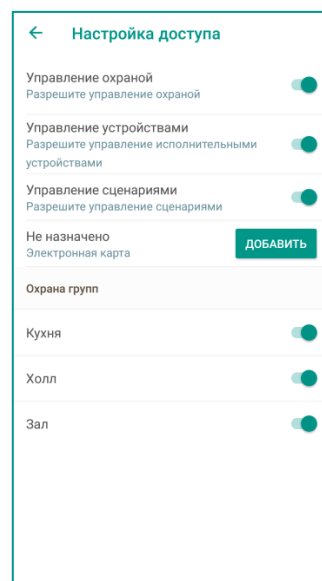 Настройка доступа
Управление охраной
Разрешите управление охраной
Управление устройствами
Разрешите управление исполнительными
устройствами
Управление сценариями
Разрешите управление сценариями
Не назначено
Электронная карта
ДОБАВИТЬ
Охрана групп
Кухня
Холл
Зал